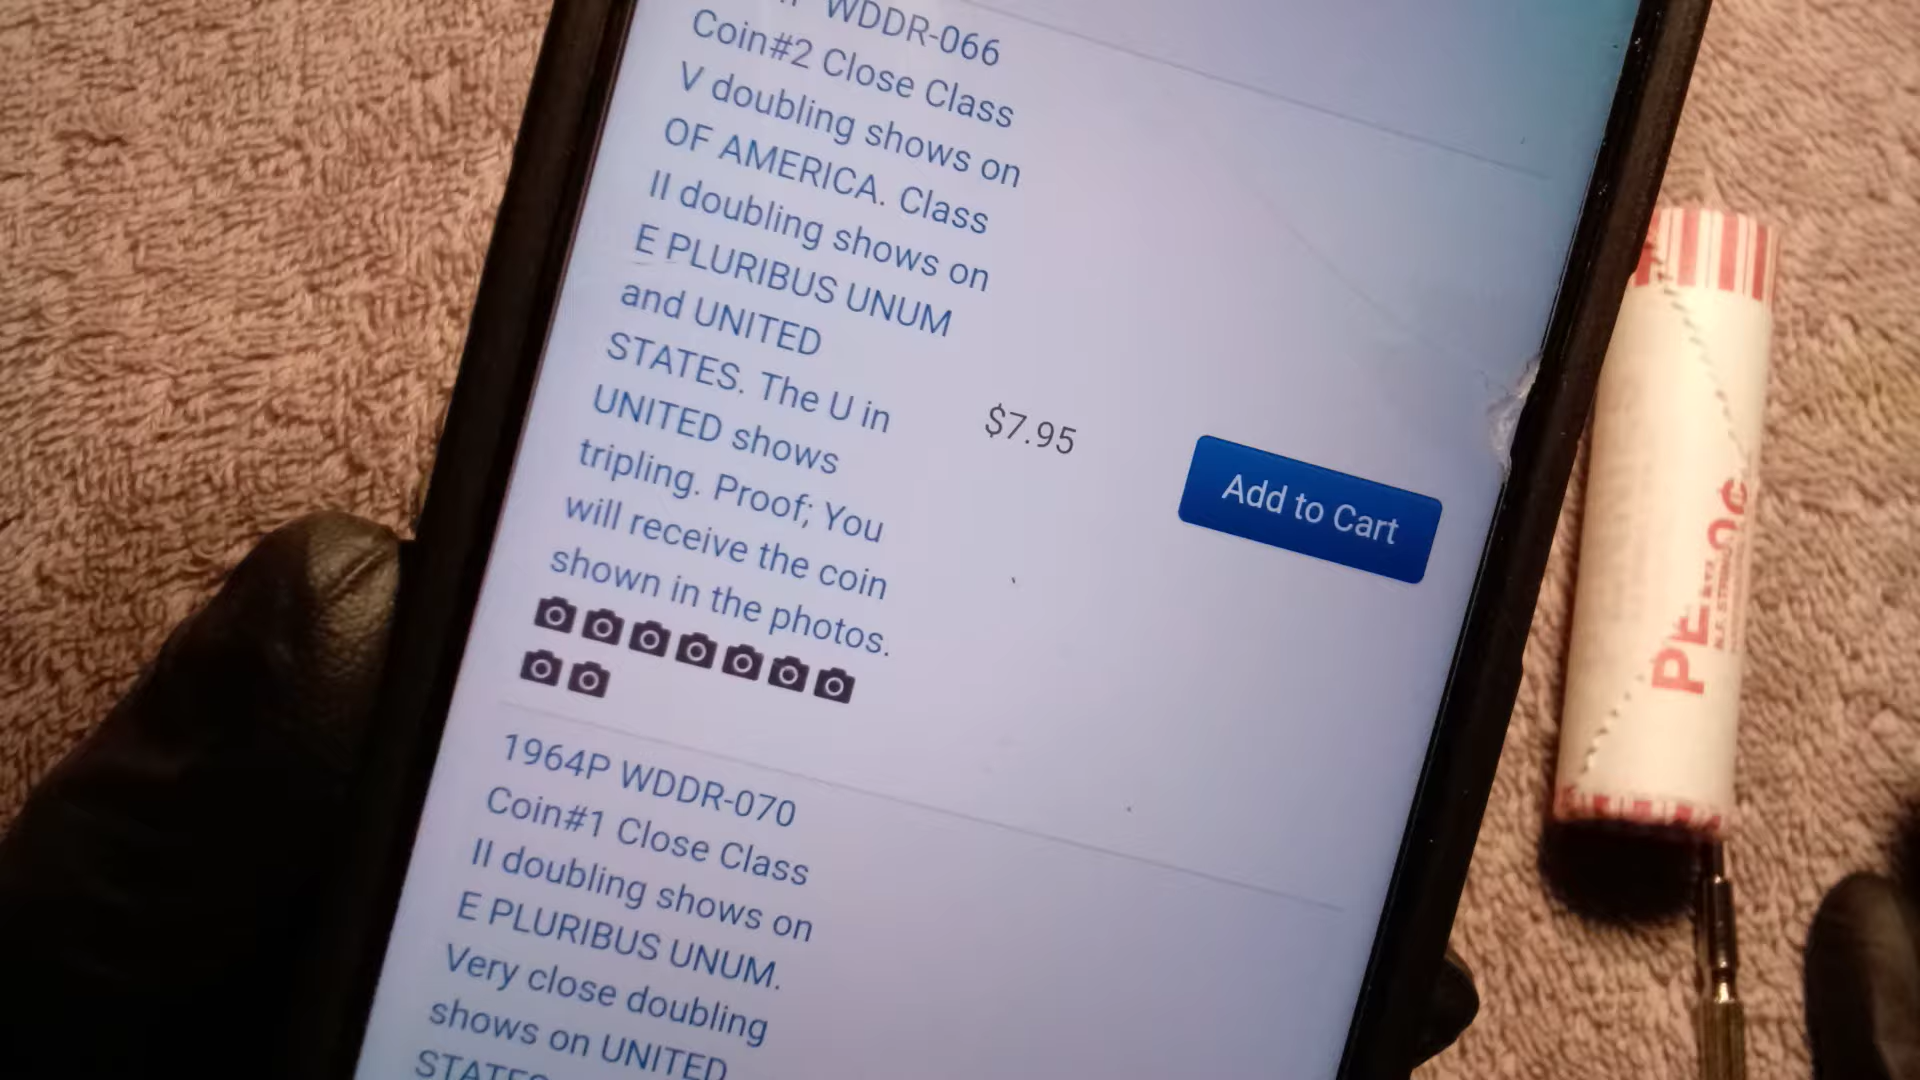 WDDR-066
Coin#2 Close Class
V doubling shows on
OF AMERICA. Class
II doubling shows on
E PLURIBUS UNUM
and UNITED
STATES. The U in
UNITED shows
tripling. Proof; You
will receive the coin
shown in the photos.
$7.95
Add to Cart
1964P WDDR-070
Coin#1 Close Class
II doubling shows on
E PLURIBUS UNUM.
Very close doubling
shows on UNITED